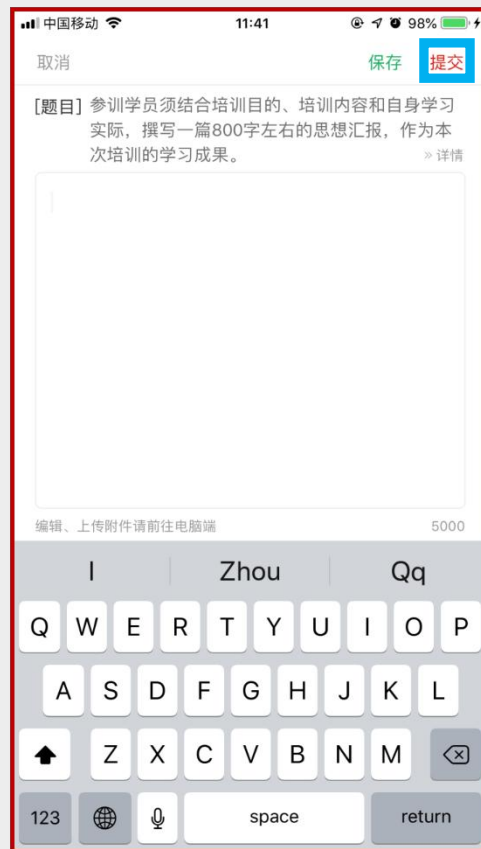 中国移动 11:41 98%
取消 保存 提交
[题目] 参训学员须结合培训目的、培训内容和自身学习
实际，撰写一篇800字左右的思想汇报，作为本
次培训的学习成果。 » 详情
编辑、上传附件请前往电脑端 5000
I Zhou Qq
Q W E R T Y U I O P
A S D F G H J K L
Z X C V B N M
123 space return